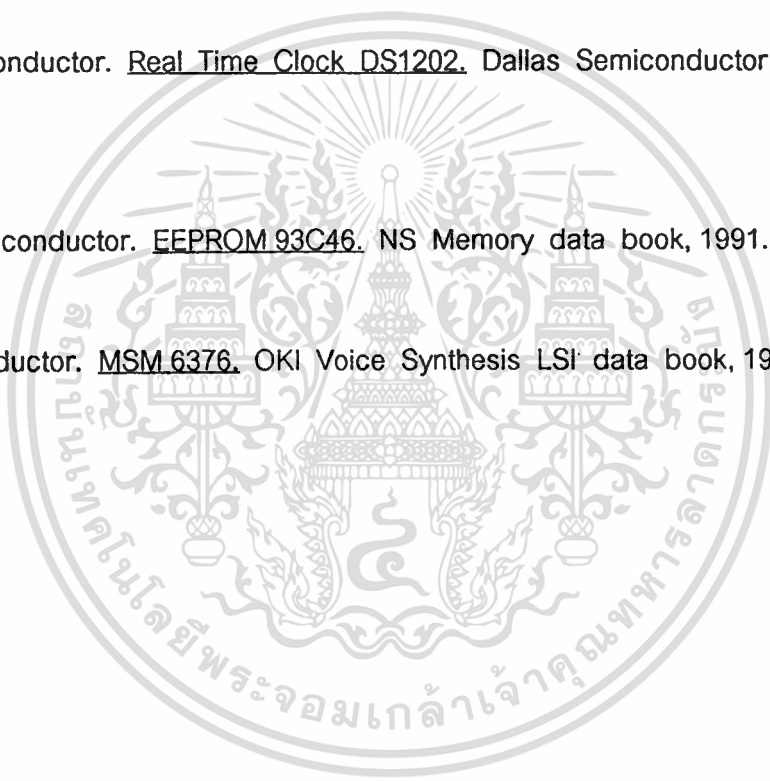 onductor. Real Time Clock DS1202. Dallas Semiconductor
iconductor. EEPROM 93C46. NS Memory data book, 1991.
ductor. MSM 6376. OKI Voice Synthesis LSI data book, 19
สถาบันเทคโนโลยีพระจอมเกล้าเจ้าคุณทหารลาดกระบัง